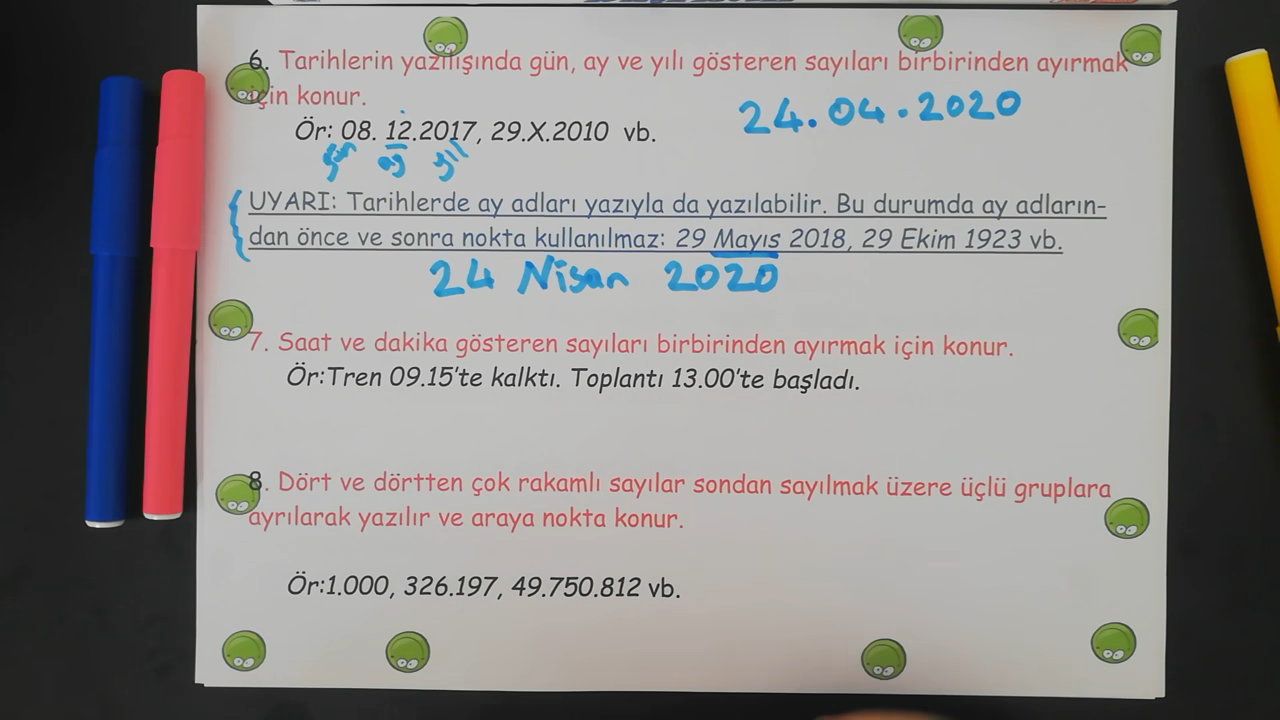 6. Tarihlerin yazılışında gün, ay ve yılı gösteren sayıları birbirinden ayırmak
için konur.
24.04.2020
Ör: 08. 12.2017, 29.X.2010 vb.
gün ay yıl
UYARI: Tarihlerde ay adları yazıyla da yazılabilir. Bu durumda ay adların-
dan önce ve sonra nokta kullanılmaz: 29 Mayıs 2018, 29 Ekim 1923 vb.
24 Nisan 2020
7. Saat ve dakika gösteren sayıları birbirinden ayırmak için konur.
Ör:Tren 09.15'te kalktı. Toplantı 13.00'te başladı.
8. Dört ve dörtten çok rakamlı sayılar sondan sayılmak üzere üçlü gruplara
ayrılarak yazılır ve araya nokta konur.
Ör:1.000, 326.197, 49.750.812 vb.